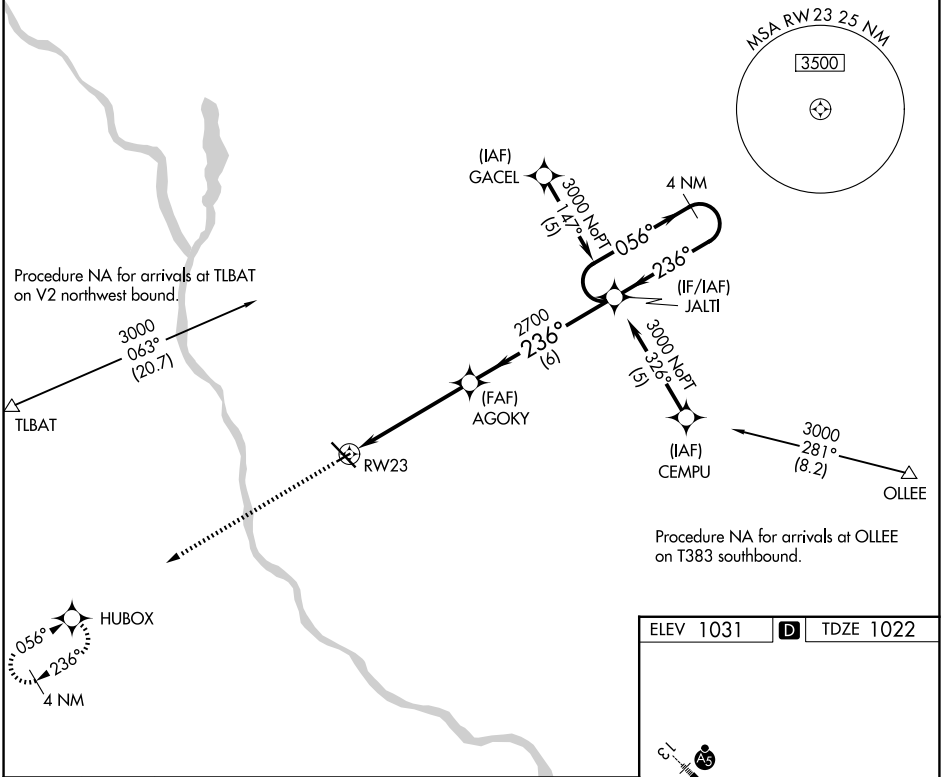 MSA RW23 25 NM
3500
(IAF)
GACEL
3000 NoPT
147°
(5)
4 NM
056°
236°
(IF/IAF)
JALTI
Procedure NA for arrivals at TLBAT
on V2 northwest bound.
3000
063°
(20.7)
TLBAT
2700
236°
(6)
(FAF)
AGOKY
3000 NoPT
326°
(5)
(IAF)
CEMPU
3000
281°
(8.2)
OLLEE
RW23
Procedure NA for arrivals at OLLEE
on T383 southbound.
HUBOX
056°
236°
4 NM
ELEV 1031 D TDZE 1022
13
A5